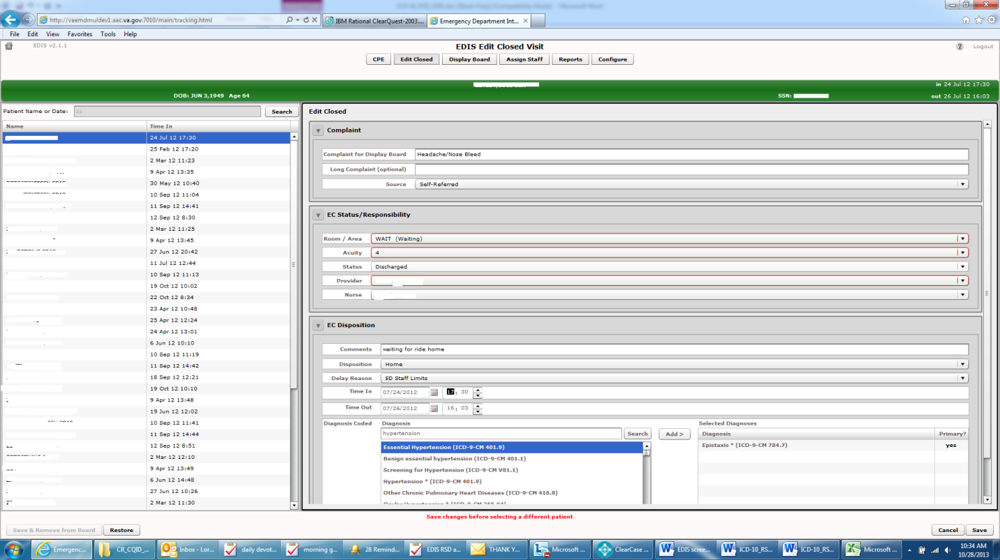 http://vaemdmuldev1.aac.va.gov:7010/main/tracking.html
IBM Rational ClearQuest-2003....
Emergency Department Int...
File Edit View Favorites Tools Help
EDIS v2.1.1
EDIS Edit Closed Visit
? Logout
CPE Edit Closed Display Board Assign Staff Reports Configure
in 24 Jul 12 17:30
DOB: JUN 3,1949 Age 64
SSN:
out 26 Jul 12 16:03
Patient Name or Date: zz Search
Name Time In
24 Jul 12 17:30
25 Feb 12 17:20
2 Mar 12 11:23
9 Apr 12 13:35
30 May 12 10:40
10 Sep 12 11:04
11 Sep 12 14:41
12 Sep 12 8:30
2 Mar 12 11:25
9 Apr 12 13:45
27 Jun 12 20:42
11 Jul 12 12:44
10 Sep 12 11:13
19 Oct 12 10:02
22 Oct 12 8:34
23 Apr 12 10:48
25 Apr 12 12:24
24 Apr 12 13:01
6 Jun 12 10:10
10 Sep 12 11:19
11 Sep 12 14:42
18 Sep 12 12:21
19 Oct 12 10:10
9 Apr 12 13:48
19 Jun 12 12:02
10 Sep 12 11:41
11 Sep 12 14:44
12 Sep 12 8:51
2 Mar 12 12:10
9 Apr 12 13:49
6 Jun 12 14:48
27 Jun 12 10:26
2 Mar 12 11:30
Edit Closed
Complaint
Complaint for Display Board Headache/Nose Bleed
Long Complaint (optional)
Source Self-Referred
EC Status/Responsibility
Room / Area WAIT (Waiting)
Acuity 4
Status Discharged
Provider
Nurse
EC Disposition
Comments waiting for ride home
Disposition Home
Delay Reason ED Staff Limits
Time In 07/24/2012 17: 30
Time Out 07/26/2012 16: 03
Diagnosis Coded Diagnosis
hypertension Search Add >
Essential Hypertension (ICD-9-CM 401.9)
Benign essential hypertension (ICD-9-CM 401.1)
Screening for Hypertension (ICD-9-CM V81.1)
Hypertension * (ICD-9-CM 401.9)
Other Chronic Pulmonary Heart Diseases (ICD-9-CM 416.8)
Ocular Hypertension * (ICD-9-CM 365.04)
Selected Diagnoses
Diagnosis Primary?
Epistaxis * (ICD-9-CM 784.7) yes
Save changes before selecting a different patient
Save & Remove from Board Restore Cancel Save
Emergenc... CR_CQID_... Inbox - Lor... daily devot... morning g... 28 Remind... EDIS RSD a... THANK Y... Microsoft ... ClearCase ... EDIS scree... ICD-10_RS... ICD-10_RS... Microsoft ...
10:34 AM
10/28/2013